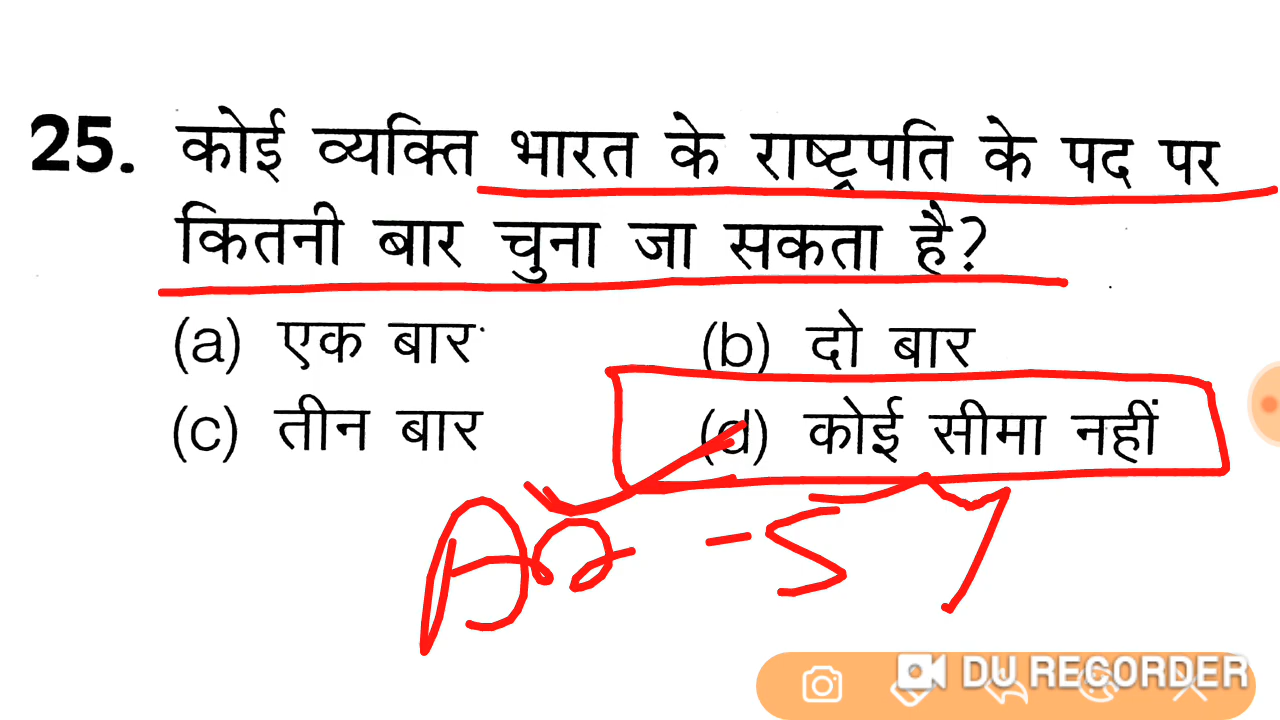 25. कोई व्यक्ति भारत के राष्ट्रपति के पद पर
कितनी बार चुना जा सकता है?
(a) एक बार (b) दो बार
(c) तीन बार (d) कोई सीमा नहीं
-57
DU RECORDER